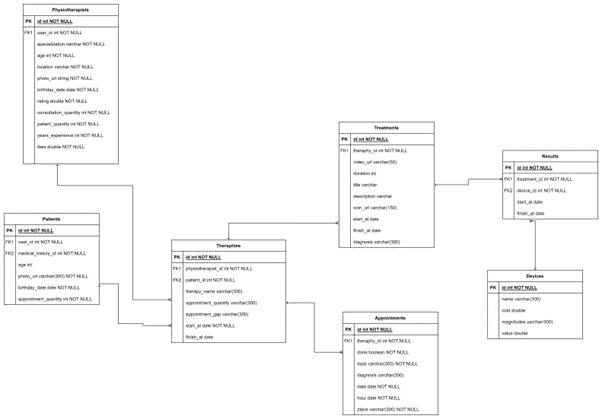 Physiotherapists
PK id int NOT NULL
FK1 user_id int NOT NULL
specialization varchar NOT NULL
age int NOT NULL
location varchar NOT NULL
photo_url string NOT NULL
birthday_date date NOT NULL
rating double NOT NULL
consultation_quantity int NOT NULL
patient_quantity int NOT NULL
years_experience int NOT NULL
fees double NOT NULL
Patients
PK id int NOT NULL
FK1 user_id int NOT NULL
FK2 medical_history_id int NOT NULL
age int
photo_url varchar(300) NOT NULL
birthday_date date NOT NULL
appointment_quantity int NOT NULL
Theraphies
PK id int NOT NULL
FK1 physiotherapist_id int NOT NULL
FK2 patient_id int NOT NULL
therapy_name varchar(300)
appointment_quantity varchar(300)
appointment_gap varchar(300)
start_at date NOT NULL
finish_at date
Treatments
PK id int NOT NULL
FK1 theraphy_id int NOT NULL
video_url varchar(50)
duration int
title varchar
description varchar
icon_url varchar(150)
start_at date
finish_at date
diagnosis varchar(300)
Appointments
PK id int NOT NULL
FK1 theraphy_id int NOT NULL
done boolean NOT NULL
topic varchar(300) NOT NULL
diagnosis varchar(300)
date date NOT NULL
hour date NOT NULL
place varchar(300) NOT NULL
Results
PK id int NOT NULL
FK1 treatment_id int NOT NULL
FK2 device_id int NOT NULL
start_at date
finish_at date
Devices
PK id int NOT NULL
name varchar(300)
cost double
magnitudes varchar(300)
value double